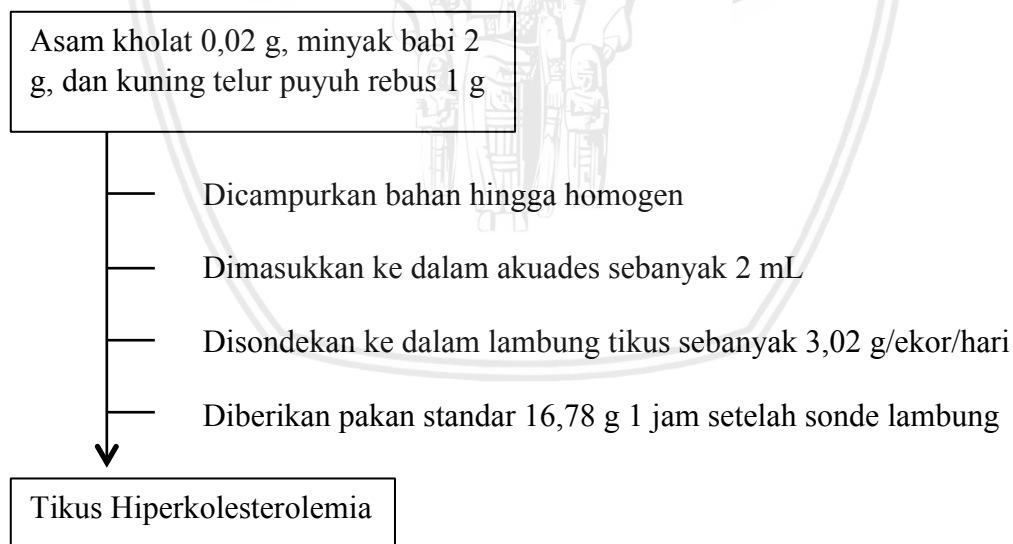 Asam kholat 0,02 g, minyak babi 2
g, dan kuning telur puyuh rebus 1 g
Dicampurkan bahan hingga homogen
Dimasukkan ke dalam akuades sebanyak 2 mL
Disondekan ke dalam lambung tikus sebanyak 3,02 g/ekor/hari
Diberikan pakan standar 16,78 g 1 jam setelah sonde lambung
Tikus Hiperkolesterolemia